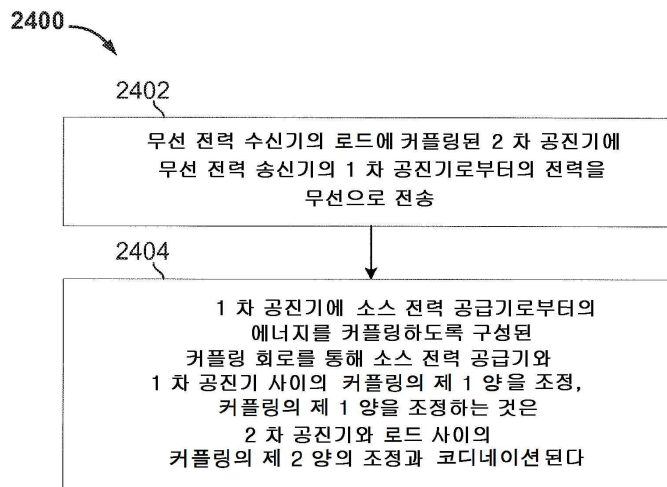 2400
2402
무선 전력 수신기의 로드에 커플링된 2 차 공진기에
무선 전력 송신기의 1 차 공진기로부터의 전력을
무선으로 전송
2404
1 차 공진기에 소스 전력 공급기로부터의
에너지를 커플링하도록 구성된
커플링 회로를 통해 소스 전력 공급기와
1 차 공진기 사이의 커플링의 제 1 양을 조정,
커플링의 제 1 양을 조정하는 것은
2 차 공진기와 로드 사이의
커플링의 제 2 양의 조정과 코디네이션된다